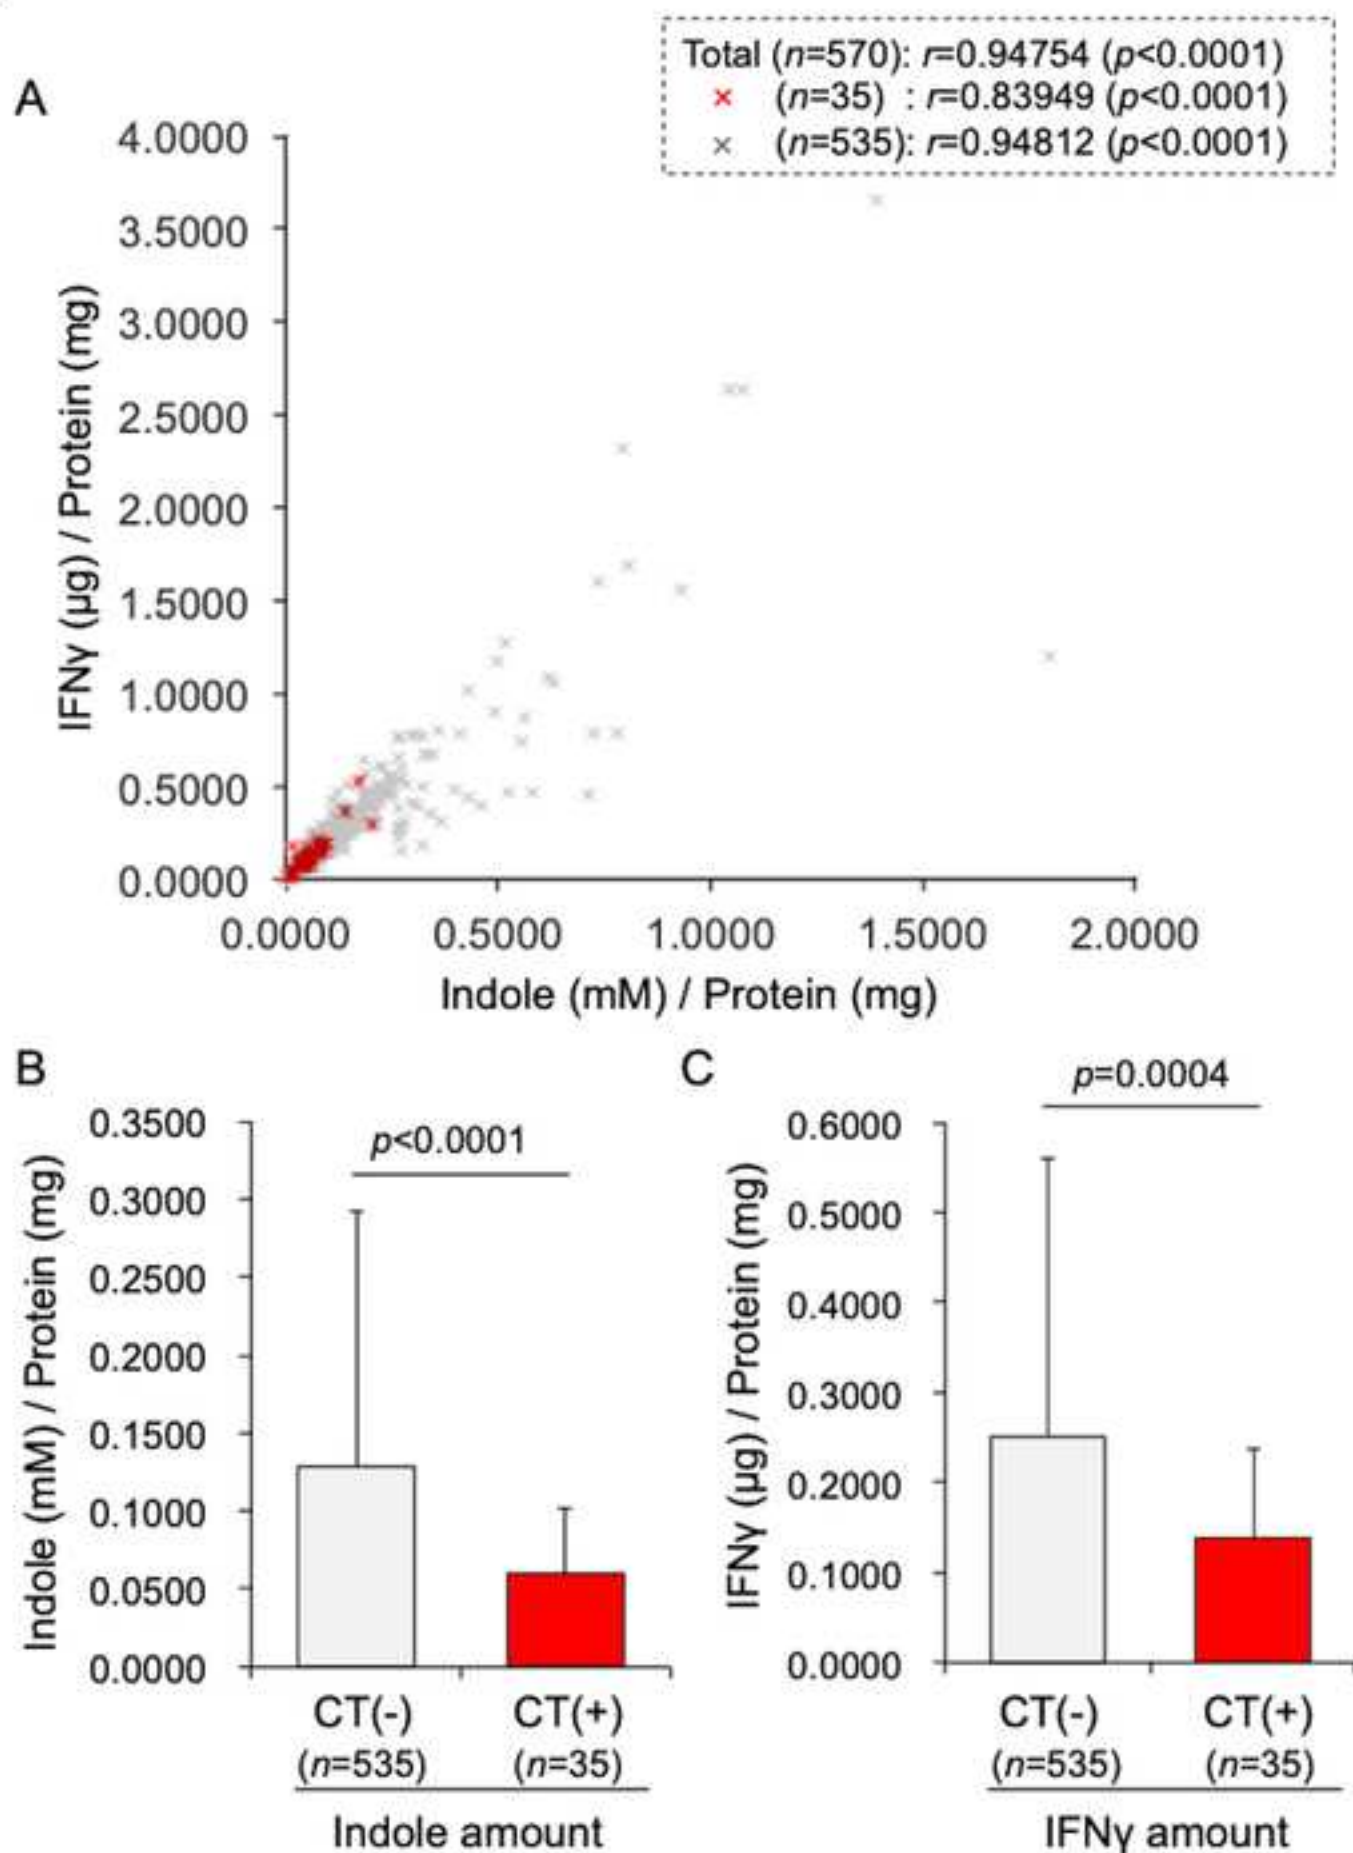 A
Total (n=570): r=0.94754 (p<0.0001)
× (n=35) : r=0.83949 (p<0.0001)
× (n=535): r=0.94812 (p<0.0001)
IFNγ (µg) / Protein (mg)
4.0000
3.5000
3.0000
2.5000
2.0000
1.5000
1.0000
0.5000
0.0000
0.0000 0.5000 1.0000 1.5000 2.0000
Indole (mM) / Protein (mg)
B
p<0.0001
Indole (mM) / Protein (mg)
0.3500
0.3000
0.2500
0.2000
0.1500
0.1000
0.0500
0.0000
CT(-) CT(+)
(n=535) (n=35)
Indole amount
C
p=0.0004
IFNγ (µg) / Protein (mg)
0.6000
0.5000
0.4000
0.3000
0.2000
0.1000
0.0000
CT(-) CT(+)
(n=535) (n=35)
IFNγ amount